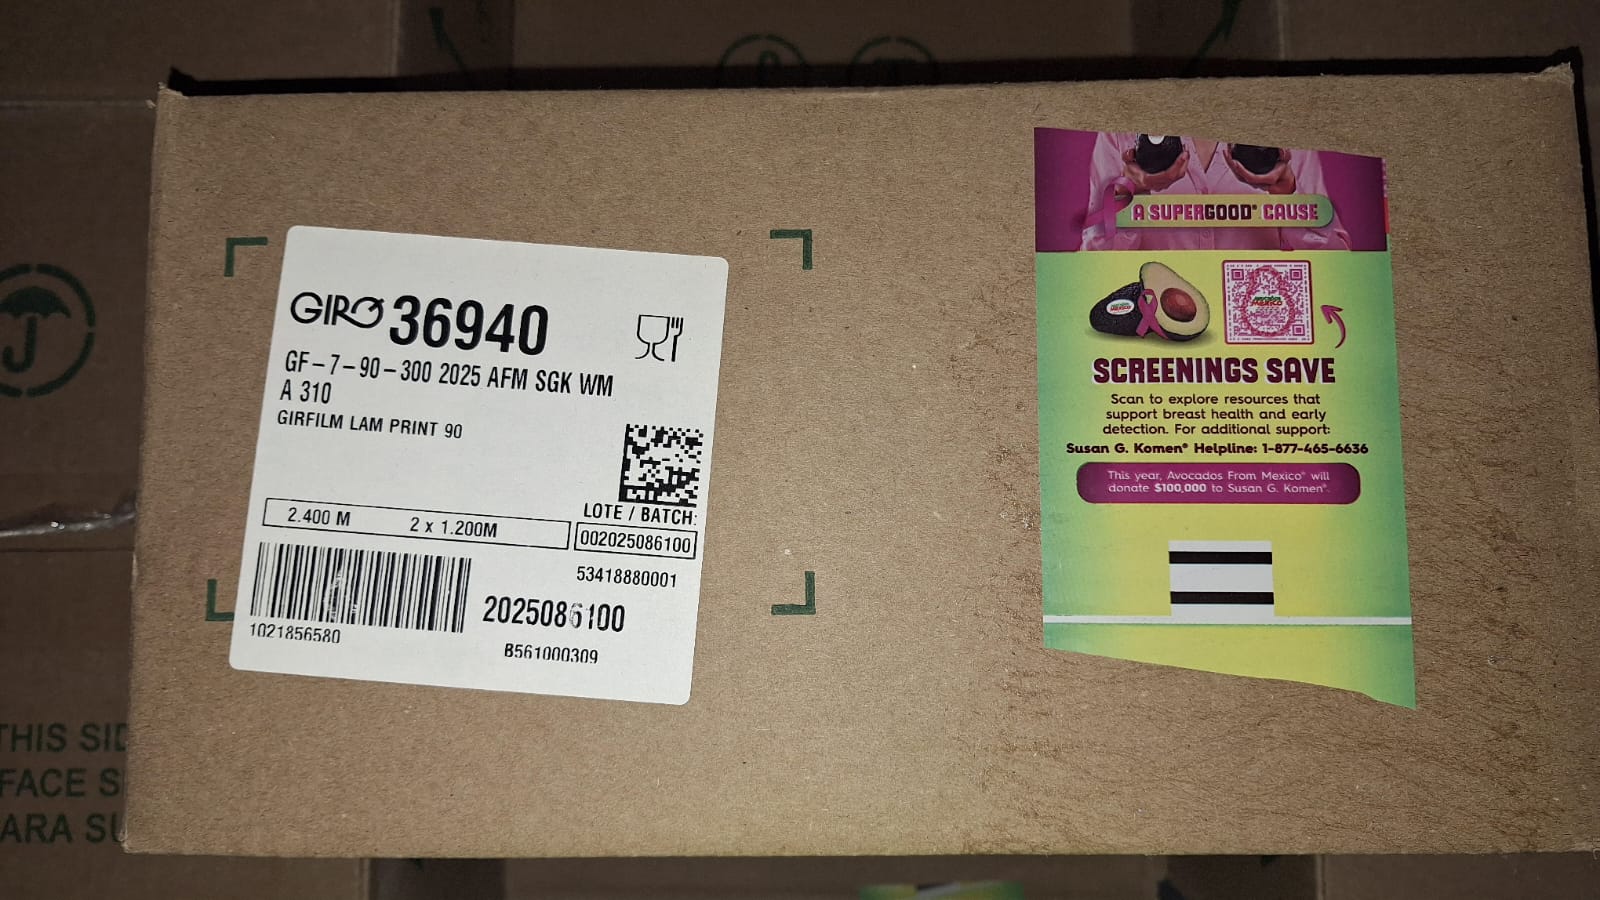 GIRO 36940
GF-7-90-300 2025 AFM SGK WM
A 310
GIRFILM LAM PRINT 90
LOTE / BATCH:
2.400 M 2 x 1.200M
002025086100
53418880001
2025086100
1021856580
B561000309
A SUPERGOOD® CAUSE
SCREENINGS SAVE
Scan to explore resources that
support breast health and early
detection. For additional support:
Susan G. Komen® Helpline: 1-877-465-6636
This year, Avocados From Mexico® will
donate $100,000 to Susan G. Komen®.
THIS
FACE